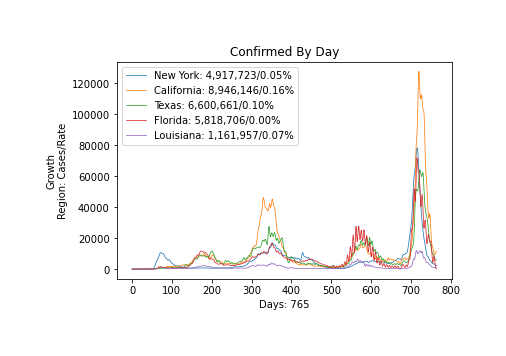 Confirmed By Day
New York: 4,917,723/0.05%
California: 8,946,146/0.16%
Texas: 6,600,661/0.10%
Florida: 5,818,706/0.00%
Louisiana: 1,161,957/0.07%
120000
100000
80000
60000
40000
20000
0
Growth
Region: Cases/Rate
0 100 200 300 400 500 600 700 800
Days: 765